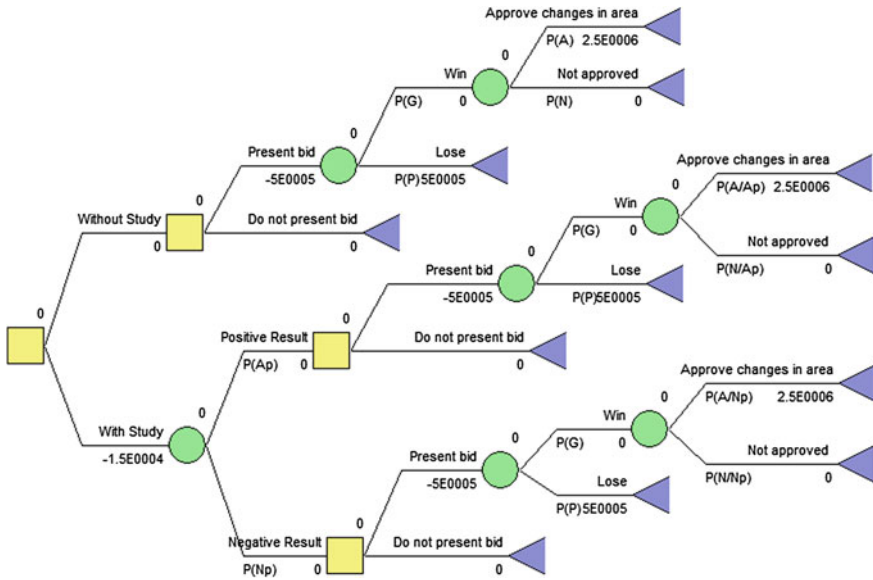 Approve changes in area
0
P(A) 2.5E0006
Win
Not approved
P(G) 0
P(N) 0
0
Present bid
Lose
-5E0005
P(P)5E0005
0
Without Study
Do not present bid
0
0
0
Approve changes in area
0
P(A/Ap) 2.5E0006
Win
P(G) 0
Not approved
P(N/Ap) 0
0
Present bid
Lose
-5E0005
P(P)5E0005
0
Positive Result
Do not present bid
P(Ap) 0
0
0
With Study
-1.5E0004
Approve changes in area
0
P(A/Np) 2.5E0006
Win
P(G) 0
Not approved
P(N/Np) 0
0
Present bid
Lose
-5E0005
P(P)5E0005
0
Negative Result
Do not present bid
P(Np) 0
0